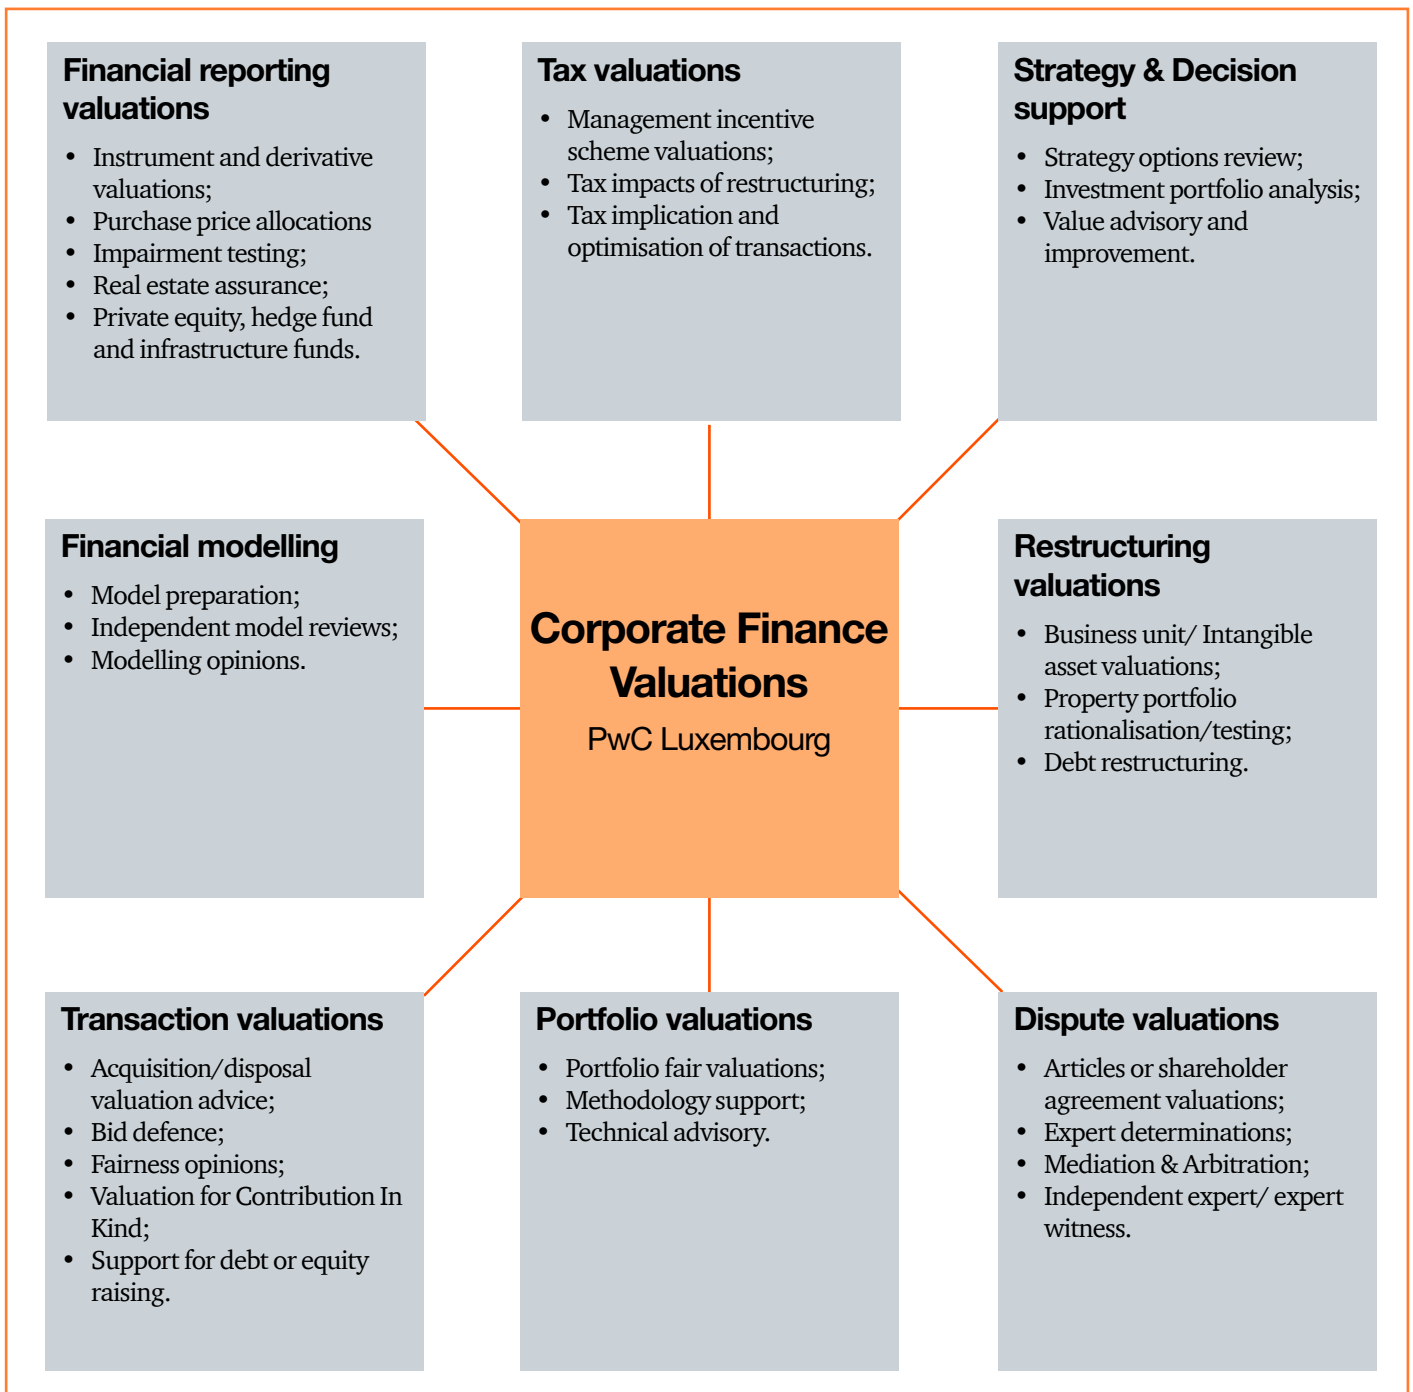 Financial reporting
valuations
• Instrument and derivative
valuations;
• Purchase price allocations
• Impairment testing;
• Real estate assurance;
• Private equity, hedge fund
and infrastructure funds.
Tax valuations
• Management incentive
scheme valuations;
• Tax impacts of restructuring;
• Tax implication and
optimisation of transactions.
Strategy & Decision
support
• Strategy options review;
• Investment portfolio analysis;
• Value advisory and
improvement.
Financial modelling
• Model preparation;
• Independent model reviews;
• Modelling opinions.
Corporate Finance
Valuations
PwC Luxembourg
Restructuring
valuations
• Business unit/ Intangible
asset valuations;
• Property portfolio
rationalisation/testing;
• Debt restructuring.
Transaction valuations
• Acquisition/disposal
valuation advice;
• Bid defence;
• Fairness opinions;
• Valuation for Contribution In
Kind;
• Support for debt or equity
raising.
Portfolio valuations
• Portfolio fair valuations;
• Methodology support;
• Technical advisory.
Dispute valuations
• Articles or shareholder
agreement valuations;
• Expert determinations;
• Mediation & Arbitration;
• Independent expert/ expert
witness.